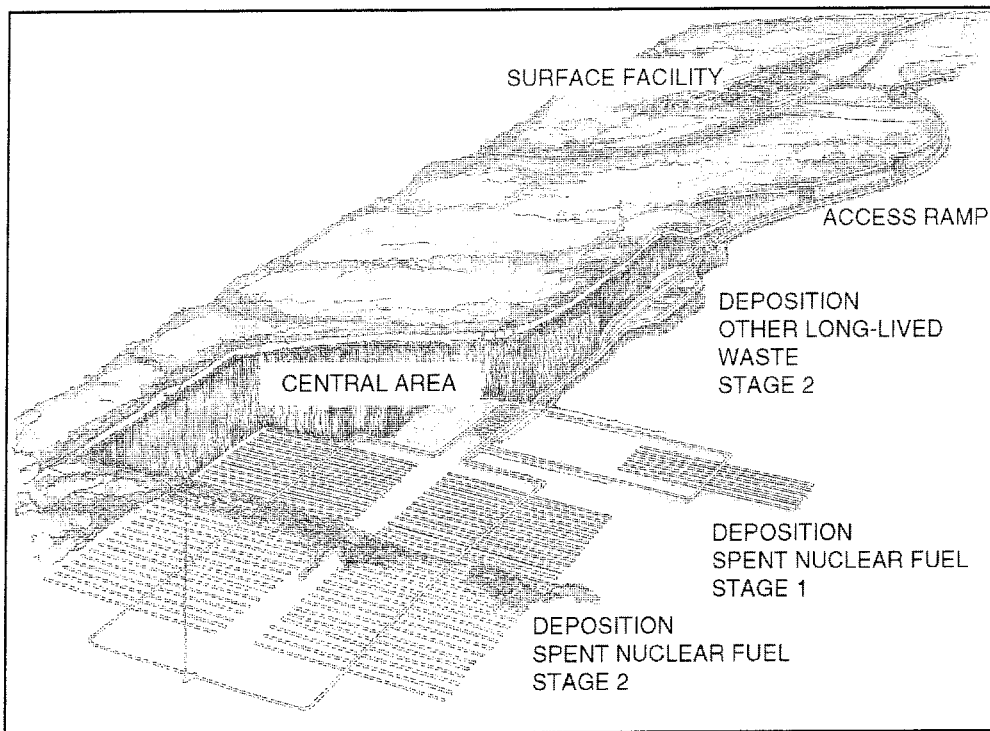 SURFACE FACILITY
ACCESS RAMP
DEPOSITION
OTHER LONG-LIVED
WASTE
STAGE 2
CENTRAL AREA
DEPOSITION
SPENT NUCLEAR FUEL
STAGE 1
DEPOSITION
SPENT NUCLEAR FUEL
STAGE 2